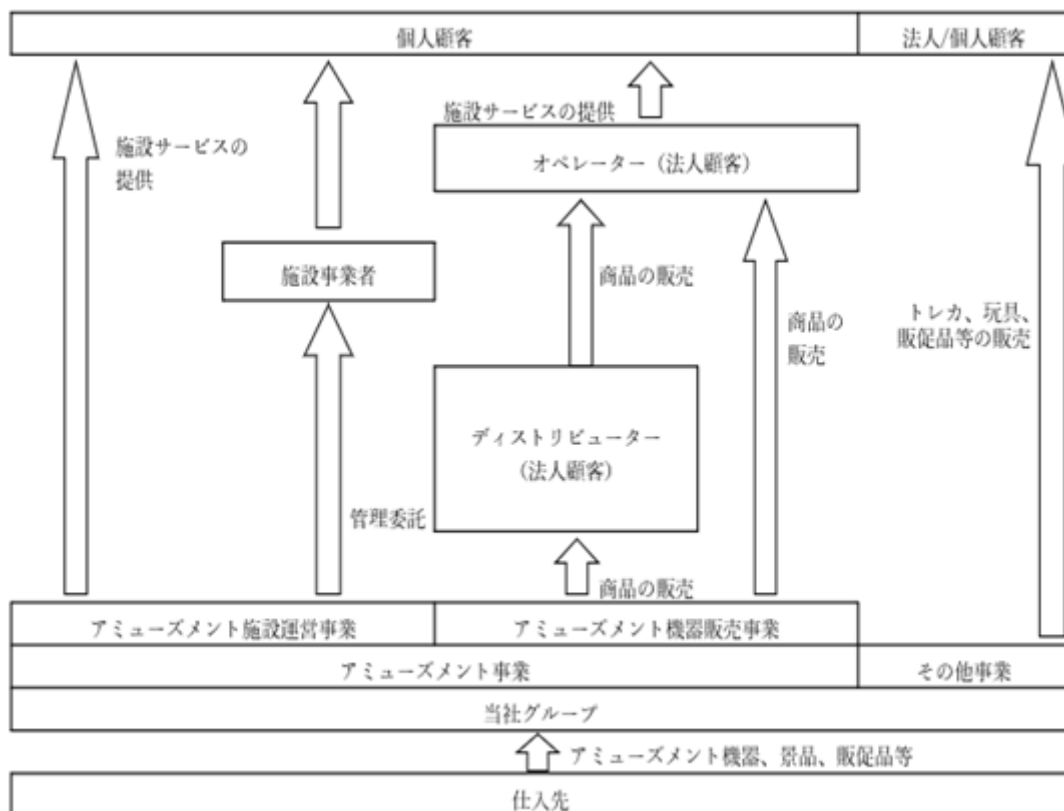 個人顧客
法人/個人顧客
施設サービスの
提供
施設サービスの提供
オペレーター（法人顧客）
施設事業者
商品の販売
商品の
販売
トレカ、玩具、
販促品等の販売
ディストリビューター
（法人顧客）
管理委託
商品の販売
アミューズメント施設運営事業
アミューズメント機器販売事業
アミューズメント事業
その他事業
当社グループ
アミューズメント機器、景品、販促品等
仕入先